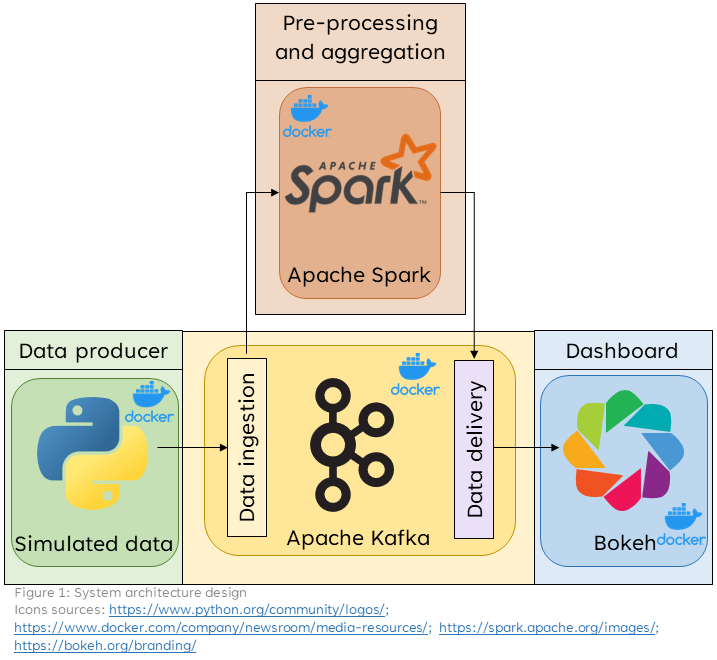 Pre-processing
and aggregation
docker
APACHE
Spark™
Apache Spark
Data producer
docker
Simulated data
Data ingestion
docker
Apache Kafka
Data delivery
Dashboard
Bokeh
docker
Figure 1: System architecture design
Icons sources: https://www.python.org/community/logos/;
https://www.docker.com/company/newsroom/media-resources/; https://spark.apache.org/images/;
https://bokeh.org/branding/